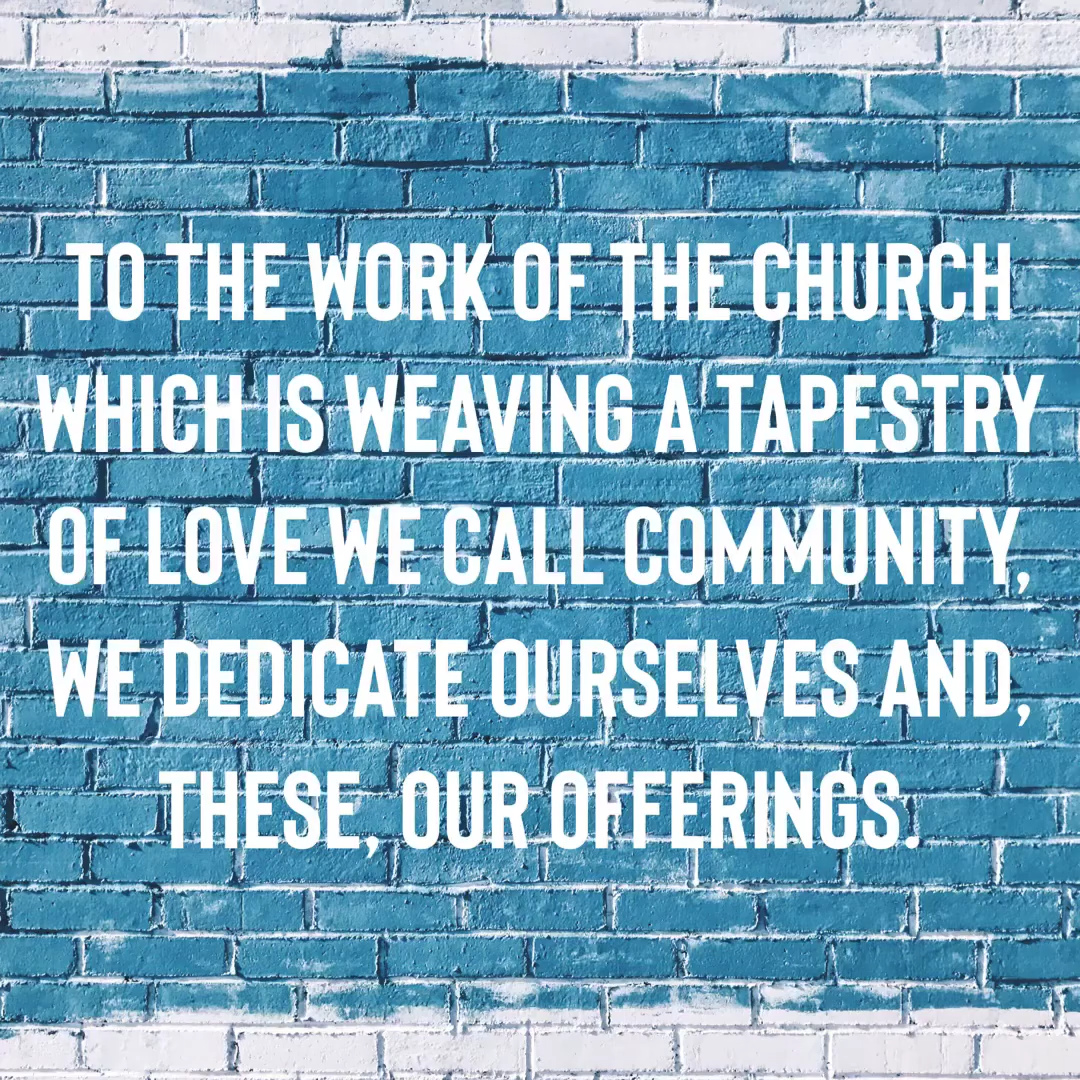 TO THE WORK OF THE CHURCH
WHICH IS WEAVING A TAPESTRY
OF LOVE WE CALL COMMUNITY,
WE DEDICATE OURSELVES AND,
THESE, OUR OFFERINGS.